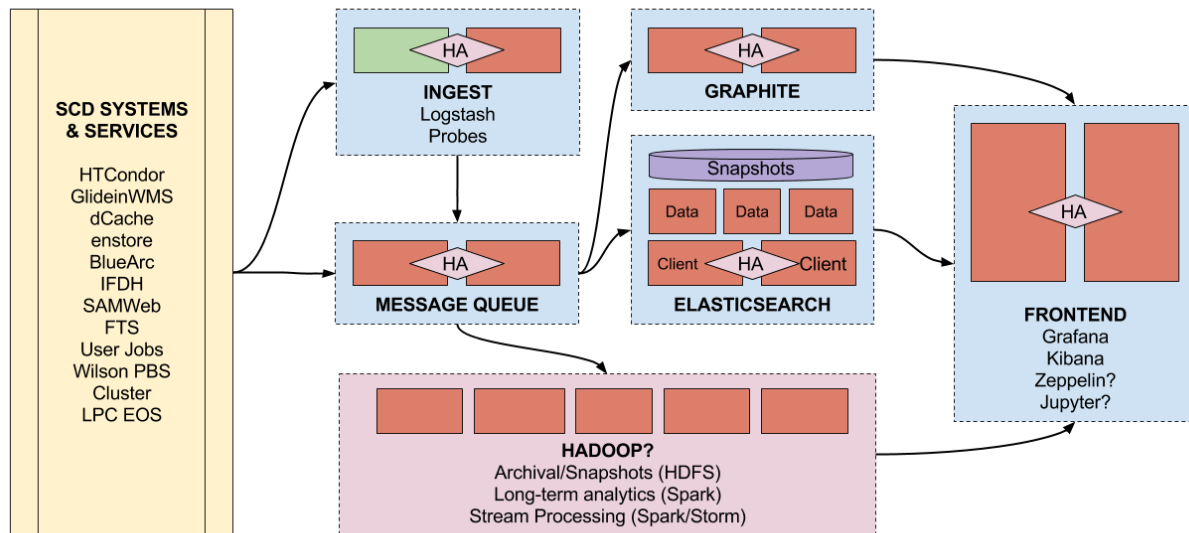 SCD SYSTEMS
& SERVICES
HTCondor
GlideinWMS
dCache
enstore
BlueArc
IFDH
SAMWeb
FTS
User Jobs
Wilson PBS
Cluster
LPC EOS
HA
INGEST
Logstash
Probes
HA
MESSAGE QUEUE
HA
GRAPHITE
Snapshots
Data Data Data
Client HA Client
ELASTICSEARCH
HADOOP?
Archival/Snapshots (HDFS)
Long-term analytics (Spark)
Stream Processing (Spark/Storm)
HA
FRONTEND
Grafana
Kibana
Zeppelin?
Jupyter?